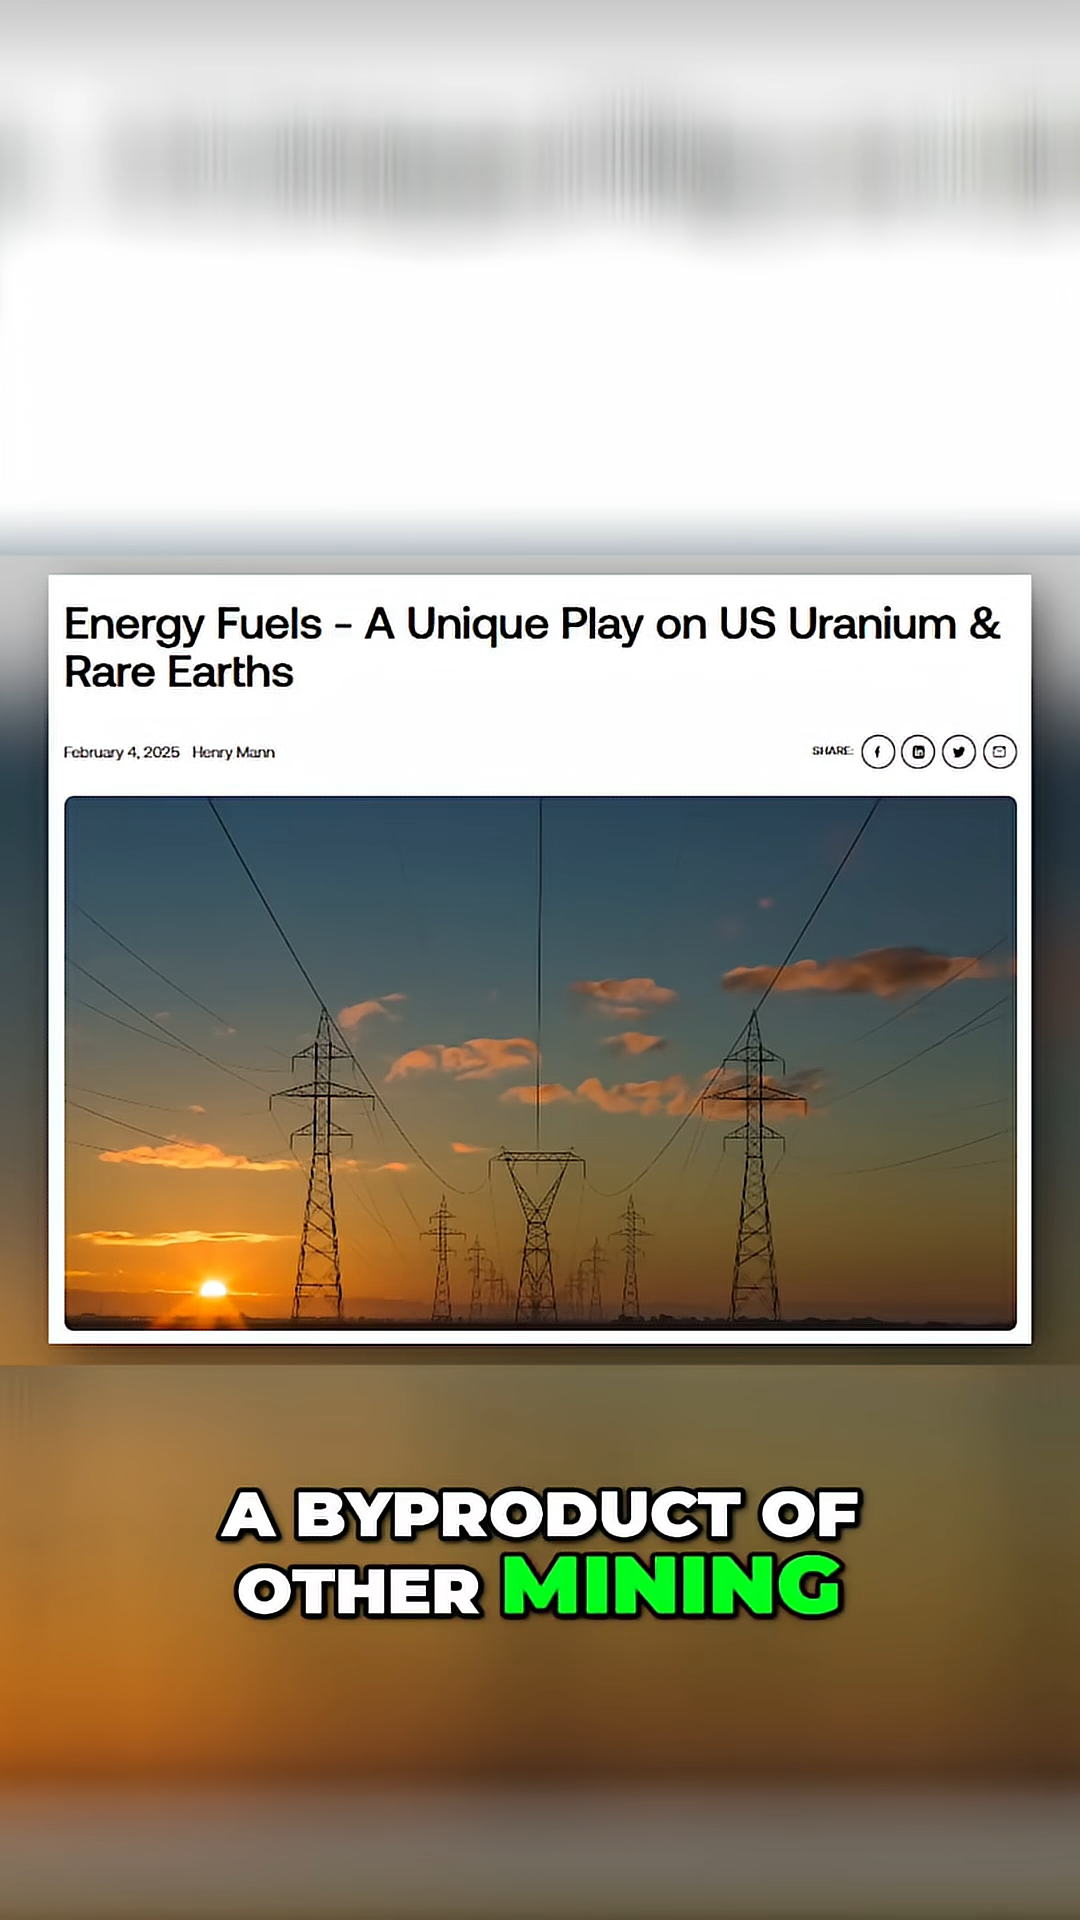 Energy Fuels - A Unique Play on US Uranium &
Rare Earths
February 4, 2025 Henry Mann
SHARE:
A BYPRODUCT OF
OTHER MINING